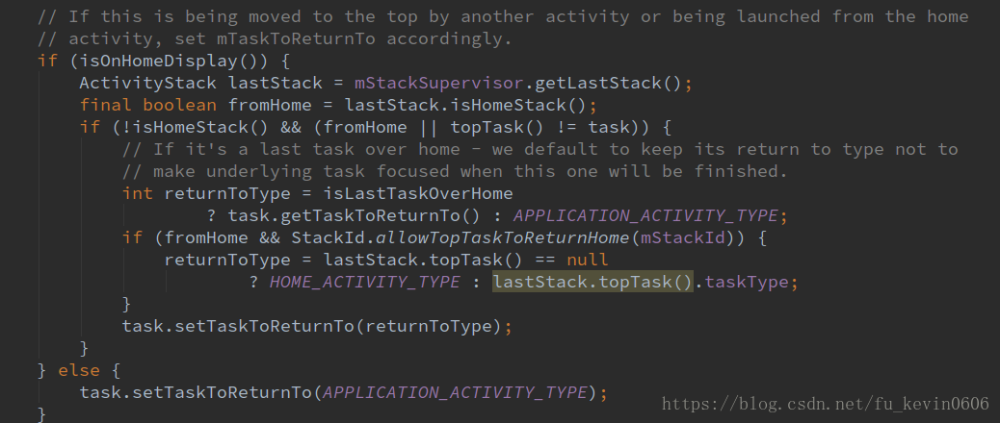 // If this is being moved to the top by another activity or being launched from the home
// activity, set mTaskToReturnTo accordingly.
if (isOnHomeDisplay()) {
ActivityStack lastStack = mStackSupervisor.getLastStack();
final boolean fromHome = lastStack.isHomeStack();
if (!isHomeStack() && (fromHome || topTask() != task)) {
// If it's a last task over home - we default to keep its return to type not to
// make underlying task focused when this one will be finished.
int returnToType = isLastTaskOverHome
? task.getTaskToReturnTo() : APPLICATION_ACTIVITY_TYPE;
if (fromHome && StackId.allowTopTaskToReturnHome(mStackId)) {
returnToType = lastStack.topTask() == null
? HOME_ACTIVITY_TYPE : lastStack.topTask().taskType;
}
task.setTaskToReturnTo(returnToType);
}
} else {
task.setTaskToReturnTo(APPLICATION_ACTIVITY_TYPE);
}
https://blog.csdn.net/fu_kevin0606